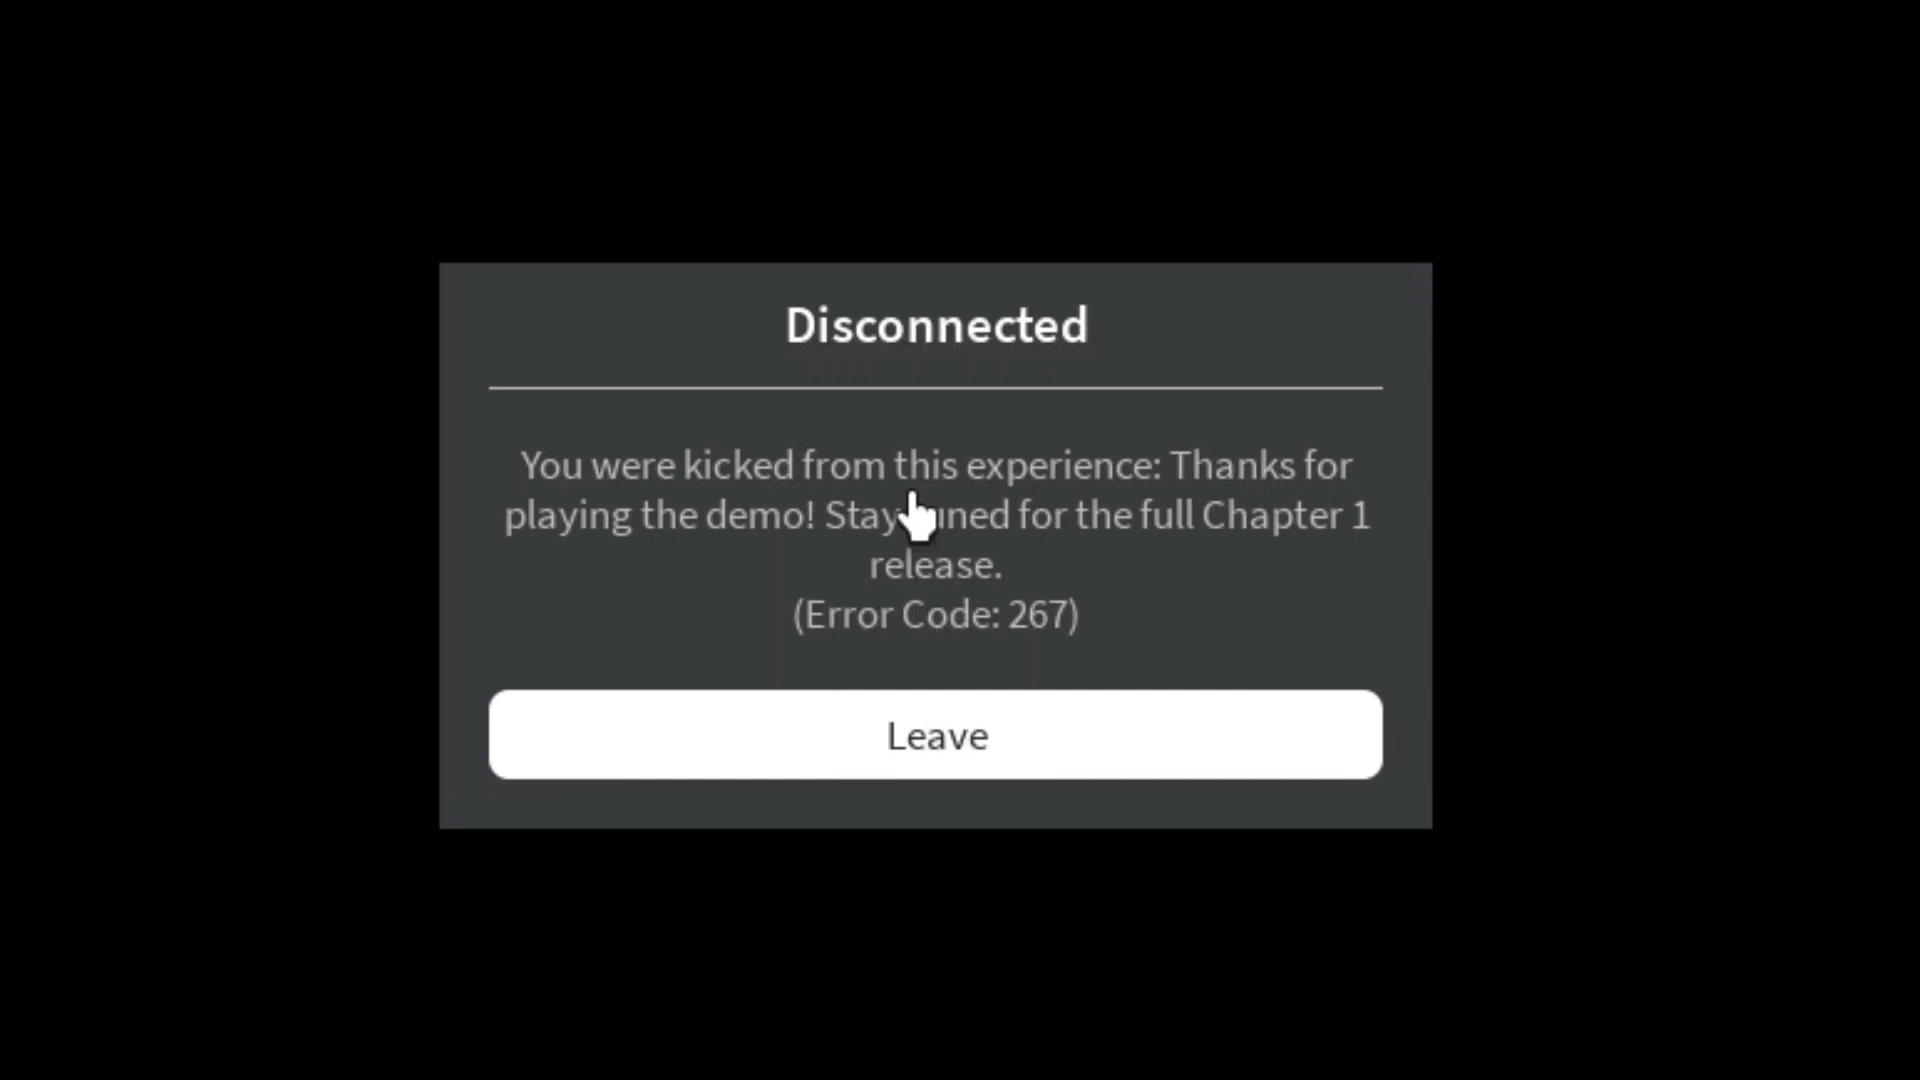 Disconnected
You were kicked from this experience: Thanks for
playing the demo! Stay tuned for the full Chapter 1
release.
(Error Code: 267)
Leave